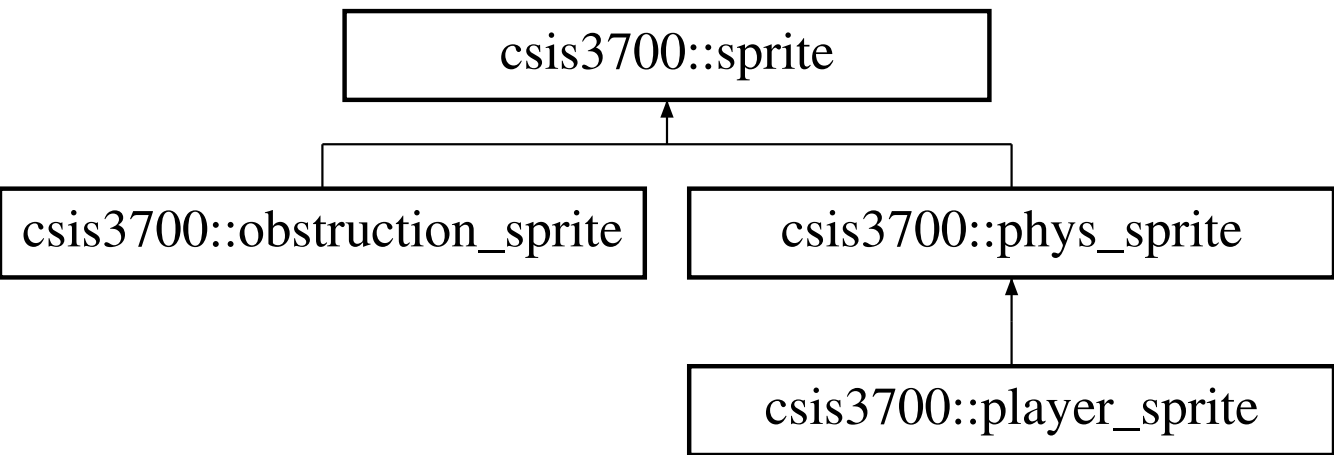 csis3700::sprite
csis3700::obstruction_sprite
csis3700::phys_sprite
csis3700::player_sprite